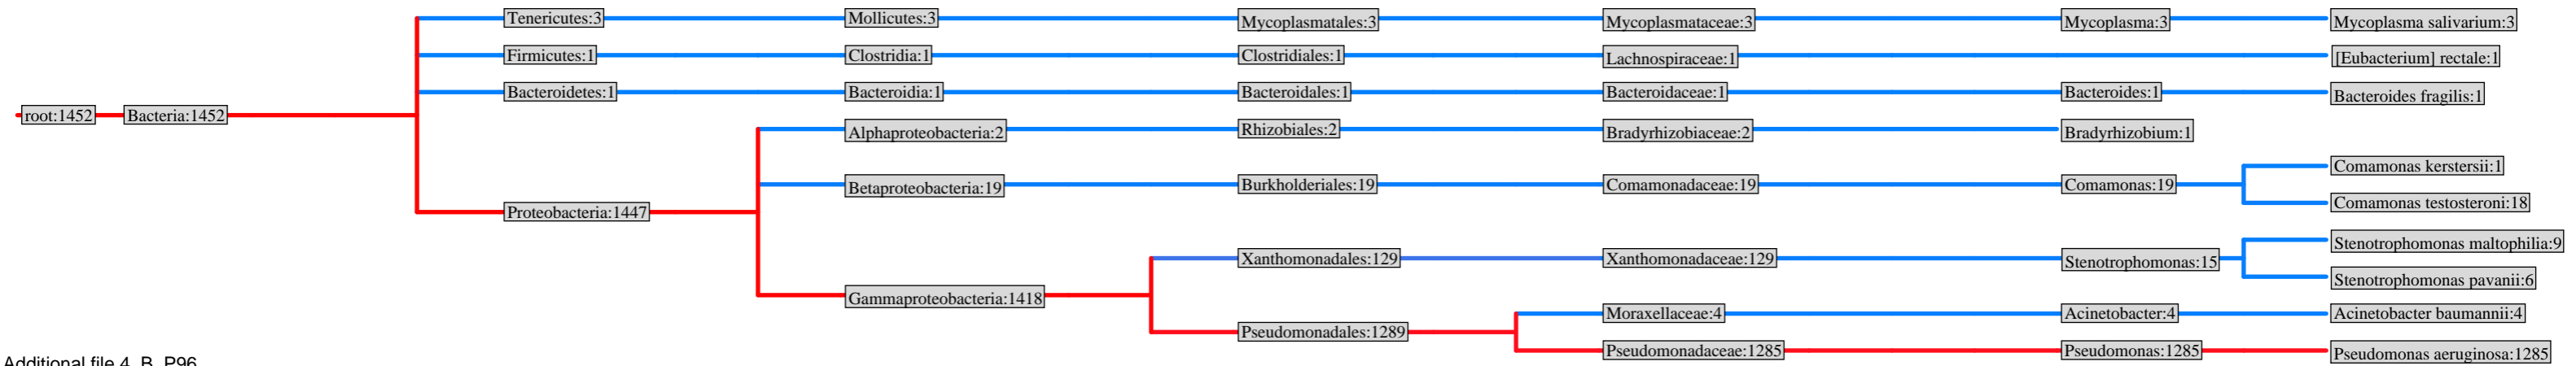 Tenericutes:3 Mollicutes:3 Mycoplasmatales:3 Mycoplasmataceae:3 Mycoplasma:3 Mycoplasma salivarium:3
Firmicutes:1 Clostridia:1 Clostridiales:1 Lachnospiraceae:1 [Eubacterium] rectale:1
Bacteroidetes:1 Bacteroidia:1 Bacteroidales:1 Bacteroidaceae:1 Bacteroides:1 Bacteroides fragilis:1
root:1452 Bacteria:1452
Alphaproteobacteria:2 Rhizobiales:2 Bradyrhizobiaceae:2 Bradyrhizobium:1
Comamonas kerstersii:1
Betaproteobacteria:19 Burkholderiales:19 Comamonadaceae:19 Comamonas:19
Comamonas testosteroni:18
Proteobacteria:1447
Stenotrophomonas maltophilia:9
Xanthomonadales:129 Xanthomonadaceae:129 Stenotrophomonas:15
Stenotrophomonas pavanii:6
Gammaproteobacteria:1418
Moraxellaceae:4 Acinetobacter:4 Acinetobacter baumannii:4
Pseudomonadales:1289
Pseudomonadaceae:1285 Pseudomonas:1285 Pseudomonas aeruginosa:1285
Additional file 4 B P96